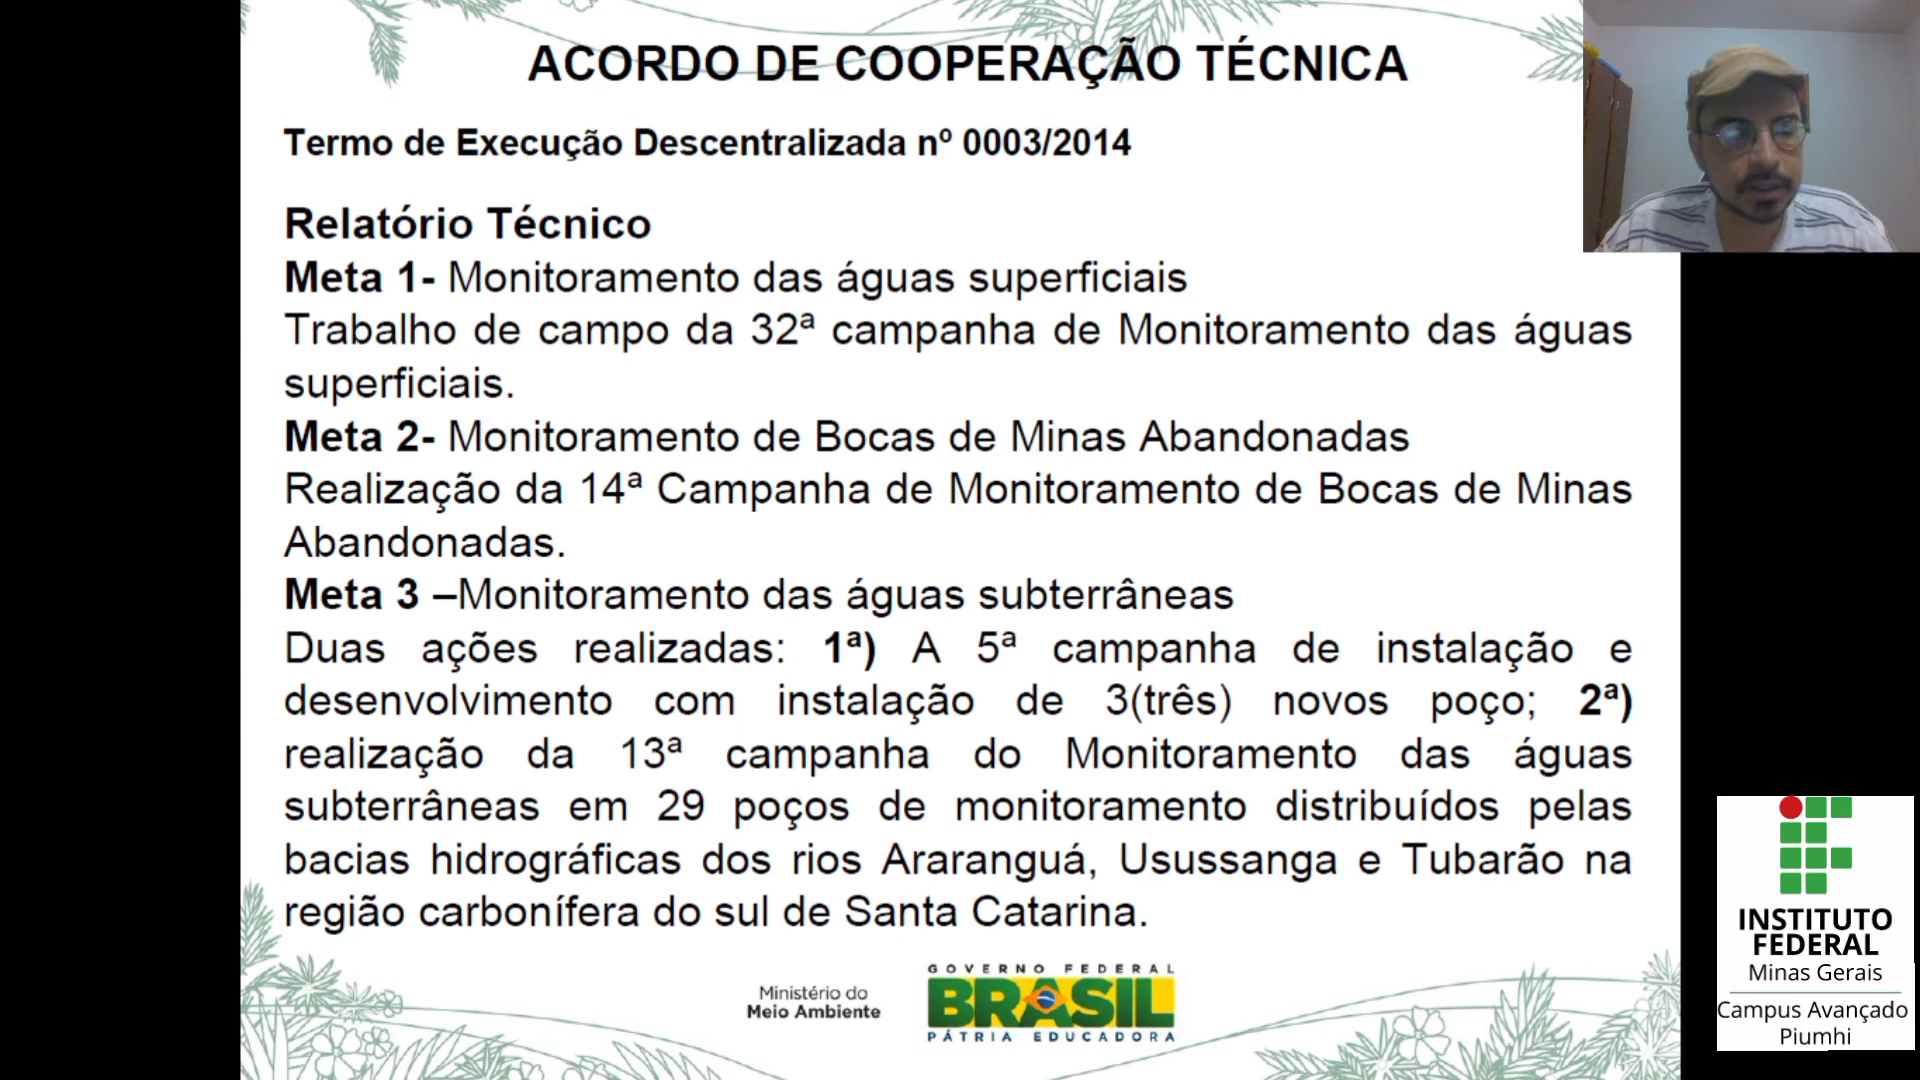 ACORDO DE COOPERAÇÃO TÉCNICA
Termo de Execução Descentralizada nº 0003/2014
Relatório Técnico
Meta 1- Monitoramento das águas superficiais
Trabalho de campo da 32ª campanha de Monitoramento das águas
superficiais.
Meta 2- Monitoramento de Bocas de Minas Abandonadas
Realização da 14ª Campanha de Monitoramento de Bocas de Minas
Abandonadas.
Meta 3 –Monitoramento das águas subterrâneas
Duas ações realizadas: 1ª) A 5ª campanha de instalação e
desenvolvimento com instalação de 3(três) novos poço; 2ª)
realização da 13ª campanha do Monitoramento das águas
subterrâneas em 29 poços de monitoramento distribuídos pelas
bacias hidrográficas dos rios Araranguá, Usussanga e Tubarão na
região carbonífera do sul de Santa Catarina.
Ministério do
Meio Ambiente
GOVERNO FEDERAL
BRASIL
PÁTRIA EDUCADORA
INSTITUTO
FEDERAL
Minas Gerais
Campus Avançado
Piumhi